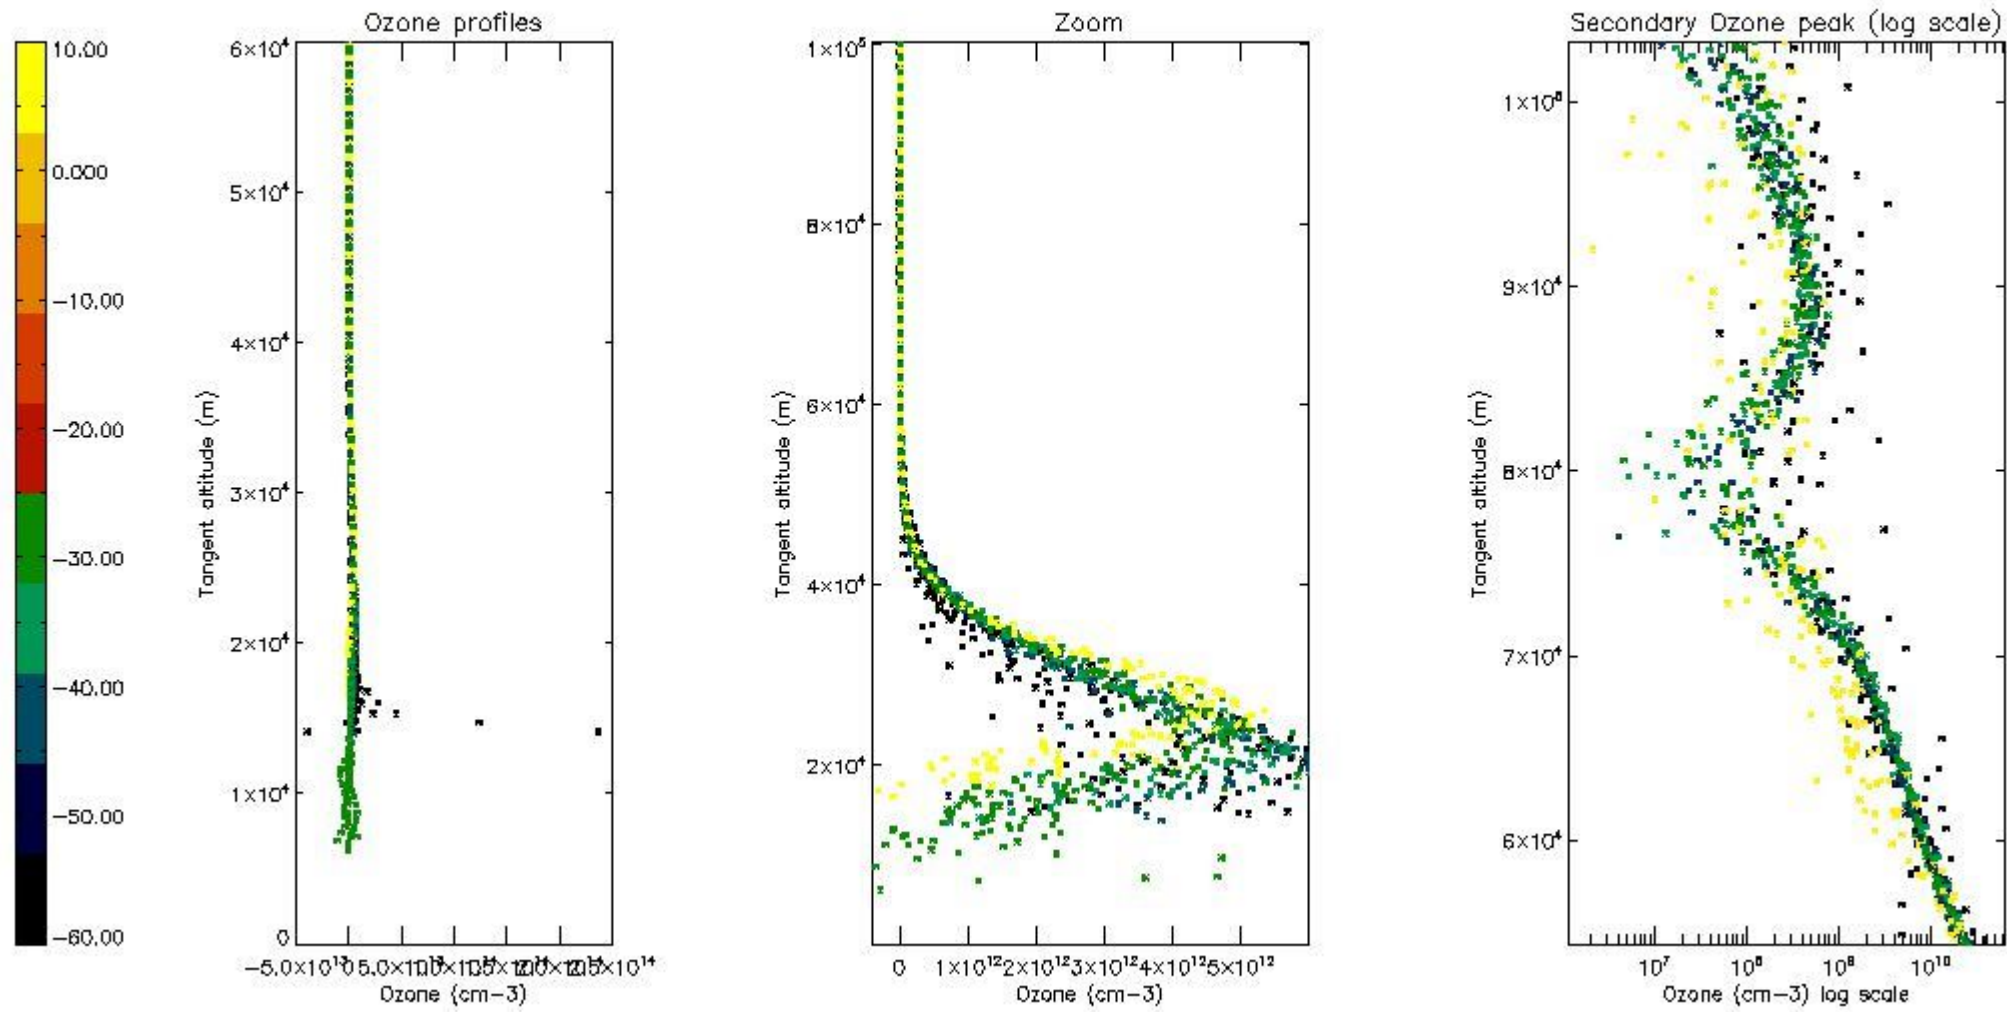 Ozone profiles
Zoom
Secondary Ozone peak (log scale)
10.00
0.000
−10.00
−20.00
−30.00
−40.00
−50.00
−60.00
6×10⁴
5×10⁴
4×10⁴
3×10⁴
2×10⁴
1×10⁴
0
Tangent altitude (m)
−5.0×10¹³
Ozone (cm−3)
1×10⁵
8×10⁴
6×10⁴
4×10⁴
2×10⁴
Tangent altitude (m)
0 1×10¹² 2×10¹² 3×10¹² 4×10¹² 5×10¹²
Ozone (cm−3)
9×10⁴
8×10⁴
7×10⁴
6×10⁴
Tangent altitude (m)
10⁷ 10⁸ 10⁹ 10¹⁰
Ozone (cm−3) log scale